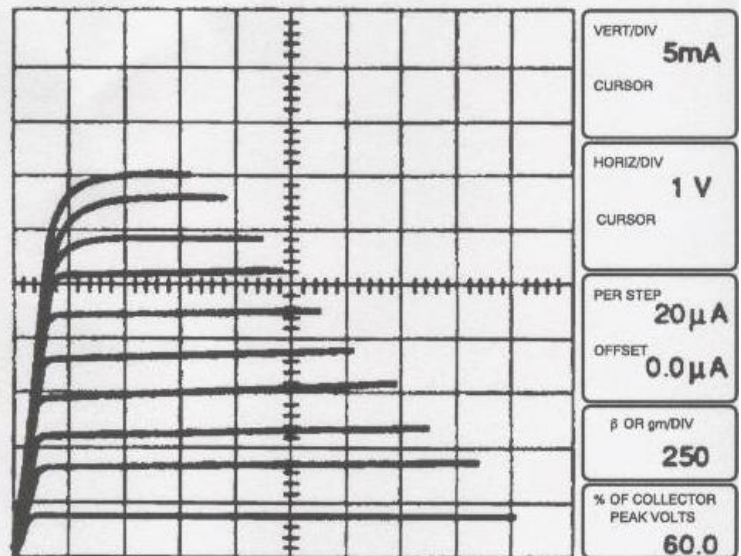 VERT/DIV
5mA
CURSOR
HORIZ/DIV
1 V
CURSOR
PER STEP
20μA
OFFSET
0.0μA
β OR gm/DIV
250
% OF COLLECTOR
PEAK VOLTS
60.0